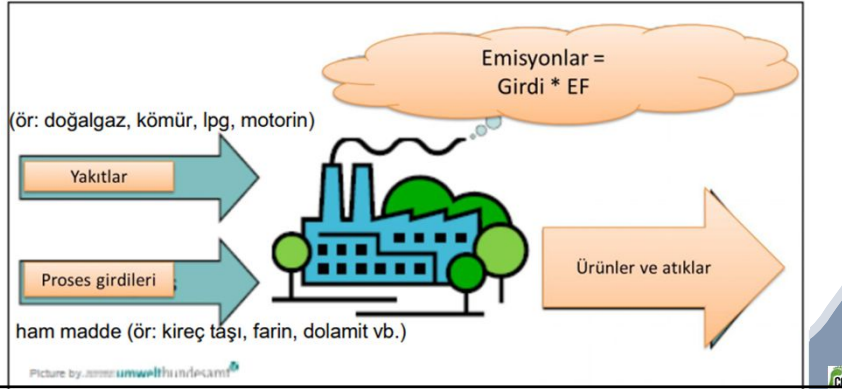 Emisyonlar =
Girdi * EF
(ör: doğalgaz, kömür, lpg, motorin)
Yakıtlar
Proses girdileri
Ürünler ve atıklar
ham madde (ör: kireç taşı, farin, dolamit vb.)
Picture by umwelthundesamt